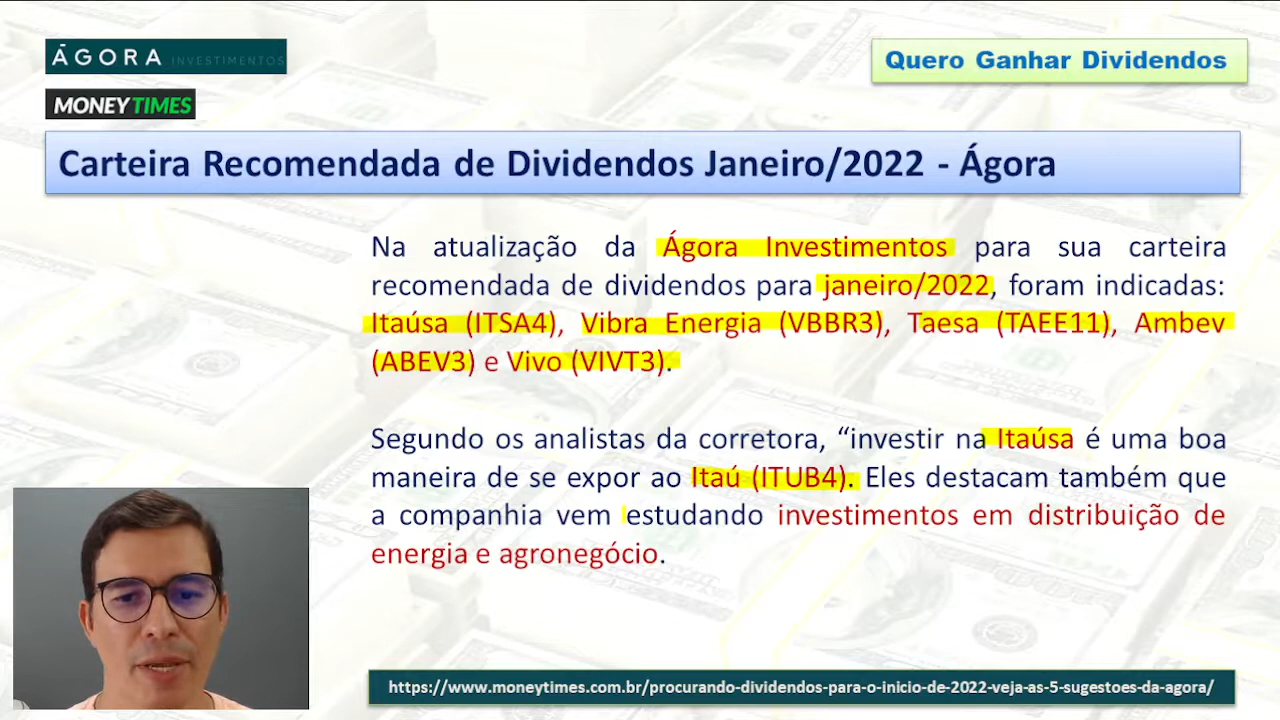 ÁGORA INVESTIMENTOS
Quero Ganhar Dividendos
MONEYTIMES
Carteira Recomendada de Dividendos Janeiro/2022 - Ágora
Na atualização da Ágora Investimentos para sua carteira
recomendada de dividendos para janeiro/2022, foram indicadas:
Itaúsa (ITSA4), Vibra Energia (VBBR3), Taesa (TAEE11), Ambev
(ABEV3) e Vivo (VIVT3).
Segundo os analistas da corretora, “investir na Itaúsa é uma boa
maneira de se expor ao Itaú (ITUB4). Eles destacam também que
a companhia vem estudando investimentos em distribuição de
energia e agronegócio.
https://www.moneytimes.com.br/procurando-dividendos-para-o-inicio-de-2022-veja-as-5-sugestoes-da-agora/